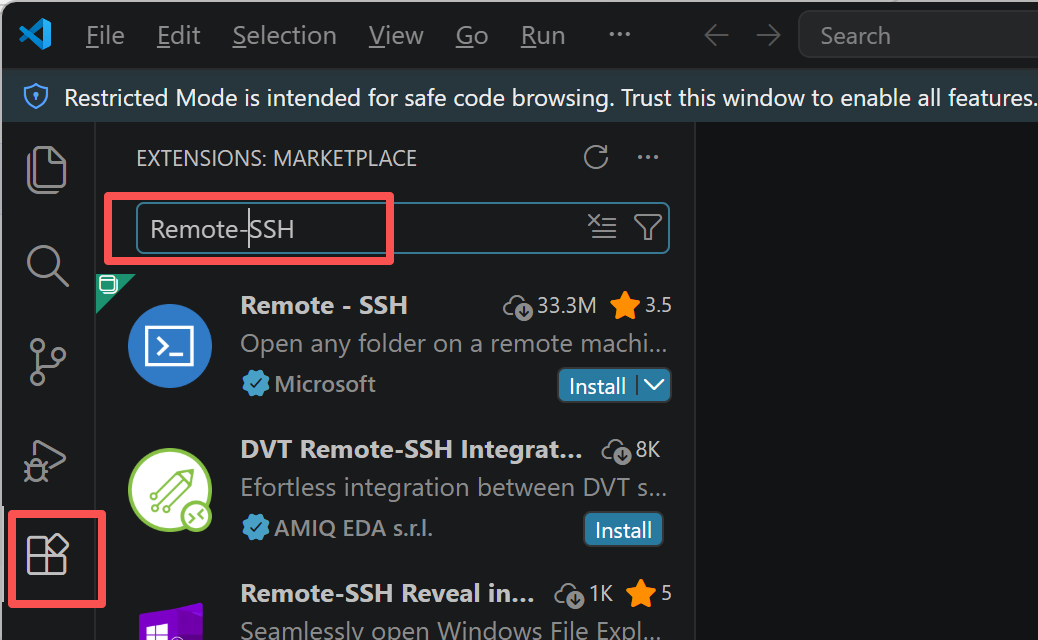 File Edit Selection View Go Run ··· Search
Restricted Mode is intended for safe code browsing. Trust this window to enable all features.
EXTENSIONS: MARKETPLACE
Remote-SSH
Remote - SSH 33.3M 3.5
Open any folder on a remote machi...
Microsoft Install
DVT Remote-SSH Integrat... 8K
Efortless integration between DVT s...
AMIQ EDA s.r.l. Install
Remote-SSH Reveal in... 1K 5
Seamlessly open Windows File Expl...